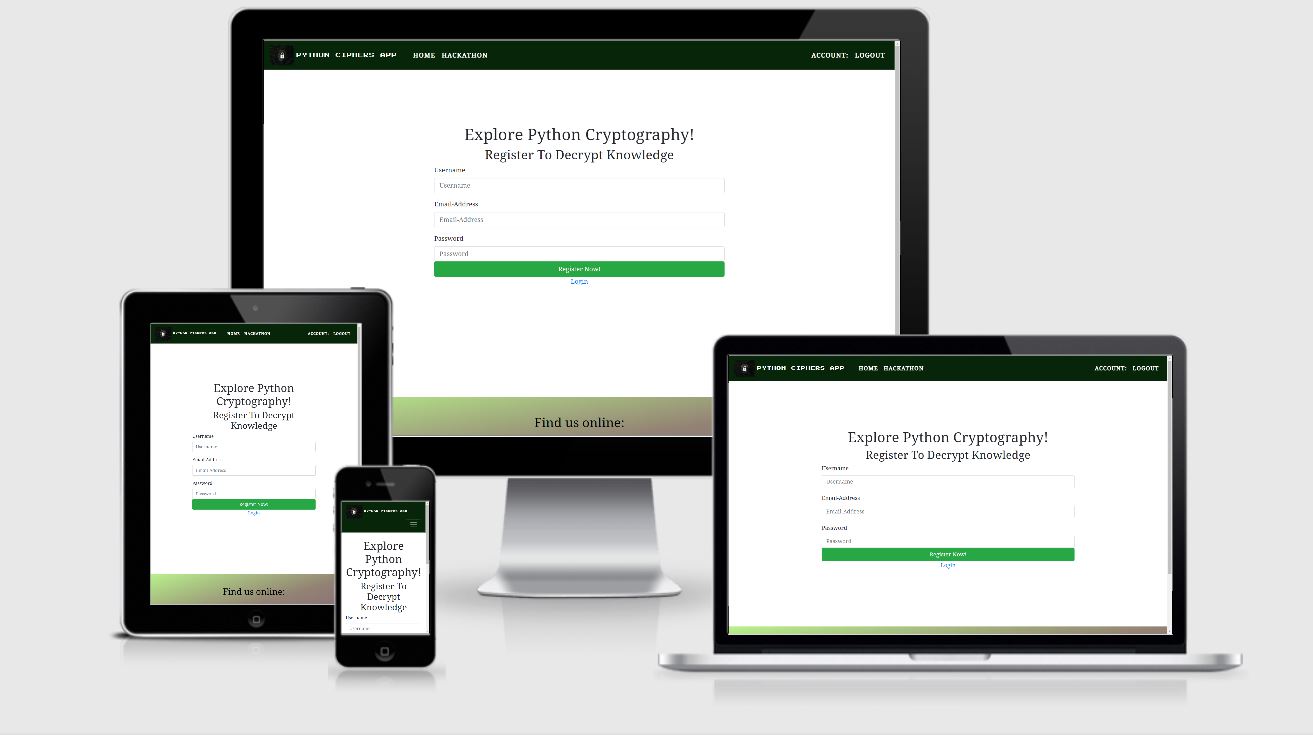 PYTHON CIPHERS APP HOME HACKATHON ACCOUNT: LOGOUT
Explore Python Cryptography!
Register To Decrypt Knowledge
Username
Username
Email-Address
Email-Address
Password
Password
Register Now!
Login
Find us online:
PYTHON CIPHERS APP HOME HACKATHON ACCOUNT: LOGOUT
Explore Python
Cryptography!
Register To Decrypt
Knowledge
Username
Username
Email-Address
Email-Address
Password
Password
Register Now!
Login
Find us online:
PYTHON CIPHERS APP
Explore
Python
Cryptography!
Register To
Decrypt
Knowledge
Username
Username
PYTHON CIPHERS APP HOME HACKATHON ACCOUNT: LOGOUT
Explore Python Cryptography!
Register To Decrypt Knowledge
Username
Username
Email-Address
Email-Address
Password
Password
Register Now!
Login